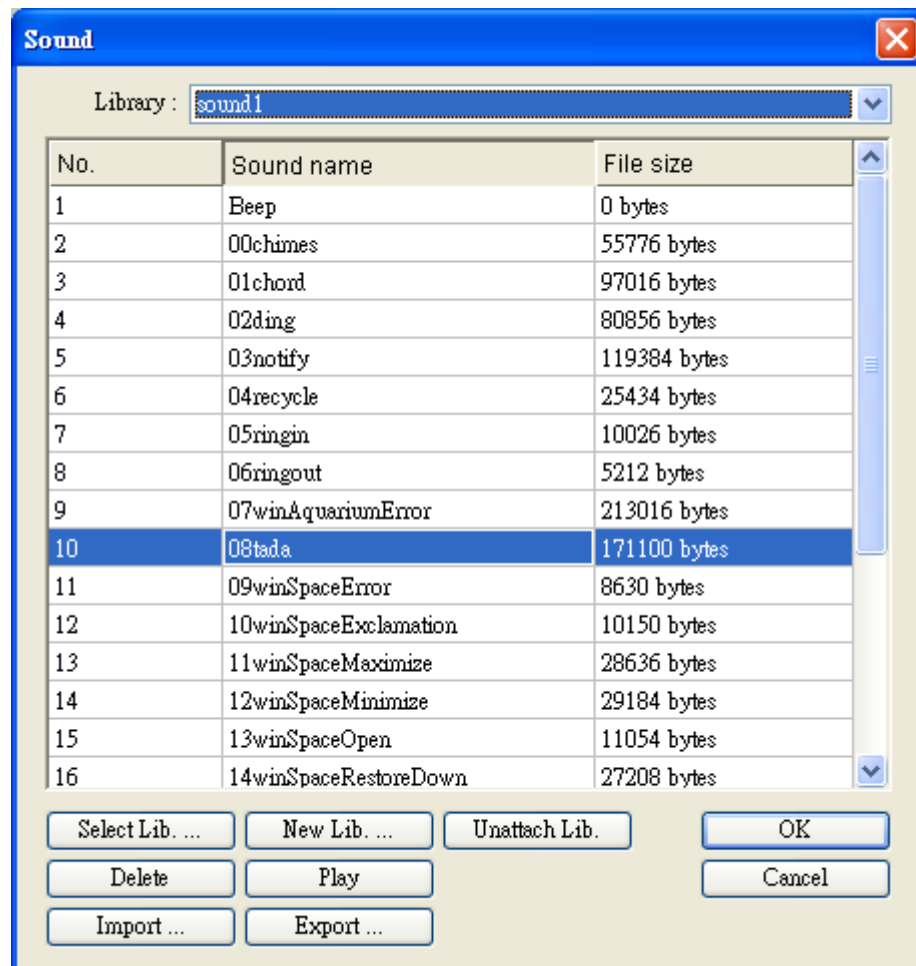 Sound
Library : sound1
No. Sound name File size
1 Beep 0 bytes
2 00chimes 55776 bytes
3 01chord 97016 bytes
4 02ding 80856 bytes
5 03notify 119384 bytes
6 04recycle 25434 bytes
7 05ringin 10026 bytes
8 06ringout 5212 bytes
9 07winAquariumError 213016 bytes
10 08tada 171100 bytes
11 09winSpaceError 8630 bytes
12 10winSpaceExclamation 10150 bytes
13 11winSpaceMaximize 28636 bytes
14 12winSpaceMinimize 29184 bytes
15 13winSpaceOpen 11054 bytes
16 14winSpaceRestoreDown 27208 bytes
Select Lib. ... New Lib. ... Unattach Lib. OK
Delete Play Cancel
Import ... Export ...